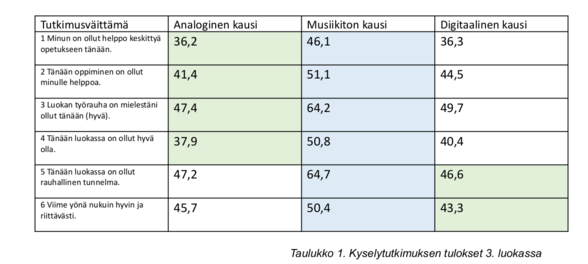 Tutkimusväittämä Analoginen kausi Musiikiton kausi Digitaalinen kausi
1 Minun on ollut helppo keskittyä opetukseen tänään. 36,2 46,1 36,3
2 Tänään oppiminen on ollut minulle helppoa. 41,4 51,1 44,5
3 Luokan työrauha on mielestäni ollut tänään (hyvä). 47,4 64,2 49,7
4 Tänään luokassa on ollut hyvä olla. 37,9 50,8 40,4
5 Tänään luokassa on ollut rauhallinen tunnelma. 47,2 64,7 46,6
6 Viime yönä nukuin hyvin ja riittävästi. 45,7 50,4 43,3
Taulukko 1. Kyselytutkimuksen tulokset 3. luokassa